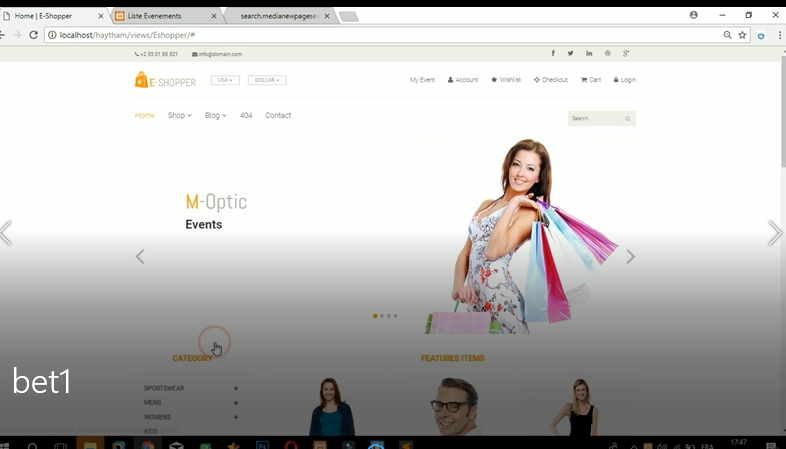 Home | E-Shopper
Liste Evenements
search.medianewpagesea
localhost/haytham/views/Eshopper/#
+2 95 01 88 821
info@domain.com
E-SHOPPER
USA
DOLLAR
My Event
Account
Wishlist
Checkout
Cart
Login
Home
Shop
Blog
404
Contact
Search
M-Optic
Events
CATEGORY
FEATURES ITEMS
SPORTSWEAR
MENS
WOMENS
KIDS
bet1
FRA
17:47